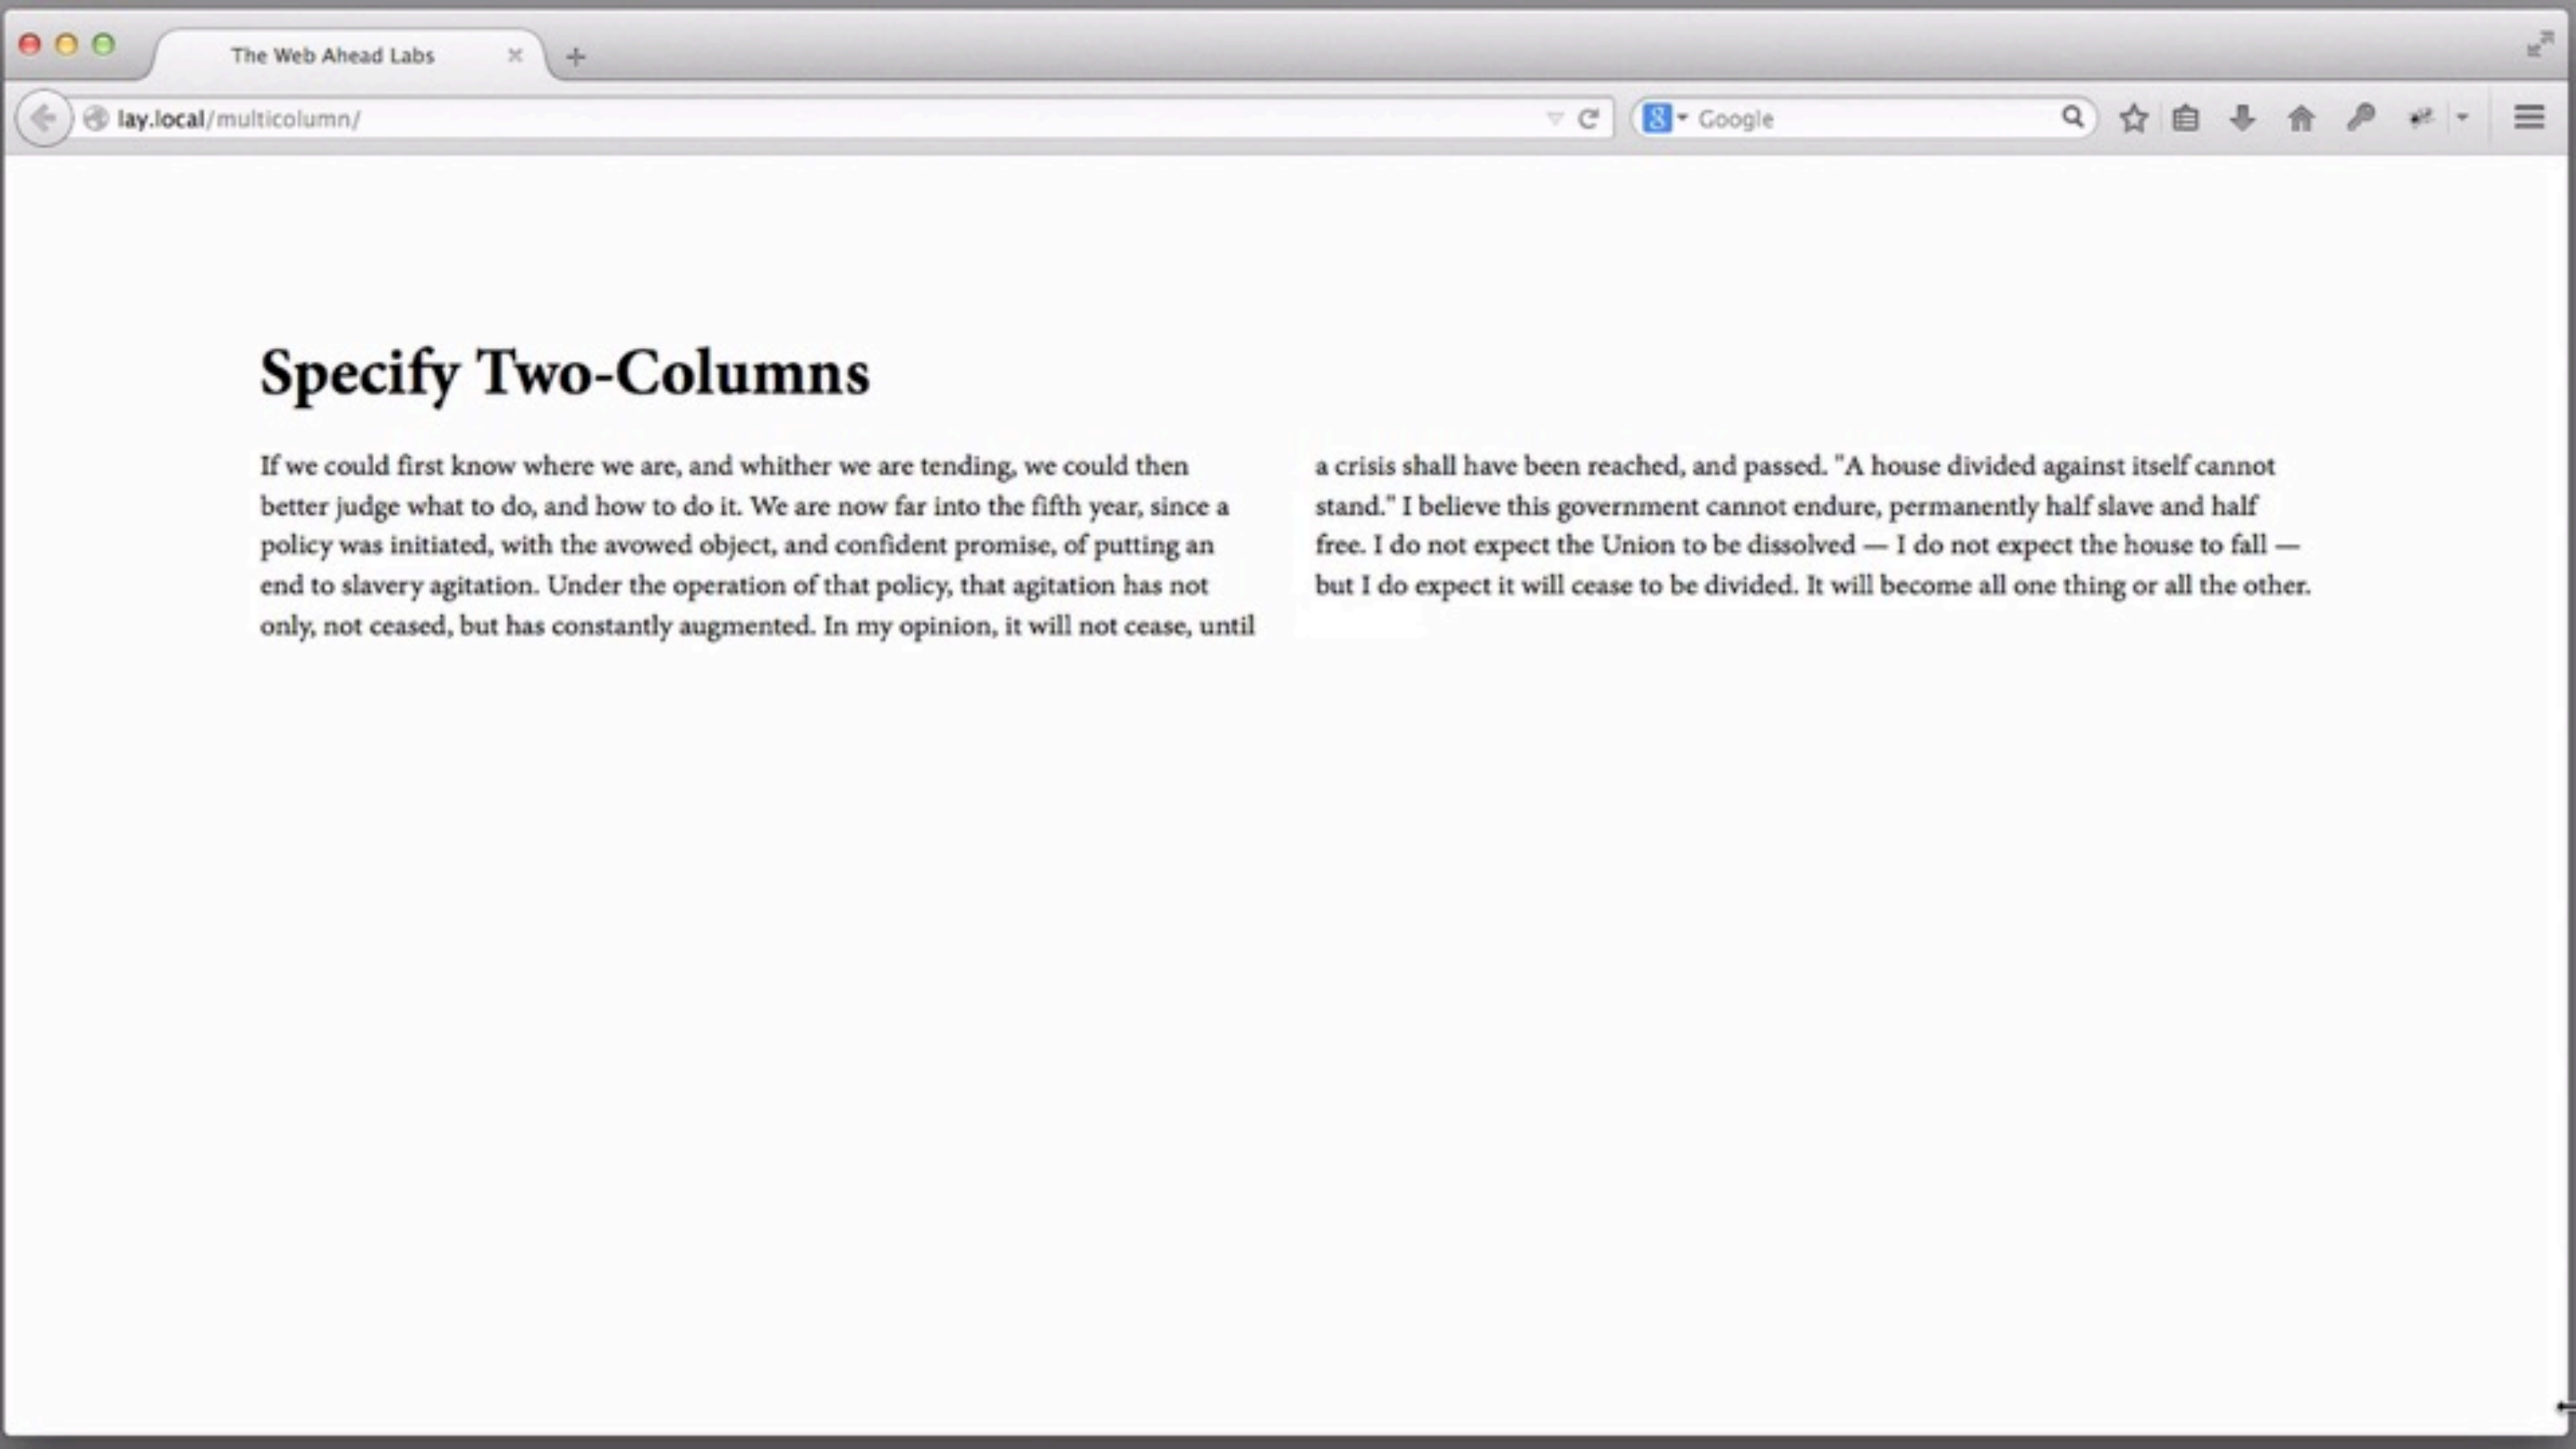 The Web Ahead Labs
lay.local/multicolumn/
8
Google
Specify Two-Columns
If we could first know where we are, and whither we are tending, we could then
better judge what to do, and how to do it. We are now far into the fifth year, since a
policy was initiated, with the avowed object, and confident promise, of putting an
end to slavery agitation. Under the operation of that policy, that agitation has not
only, not ceased, but has constantly augmented. In my opinion, it will not cease, until
a crisis shall have been reached, and passed. "A house divided against itself cannot
stand." I believe this government cannot endure, permanently half slave and half
free. I do not expect the Union to be dissolved — I do not expect the house to fall —
but I do expect it will cease to be divided. It will become all one thing or all the other.